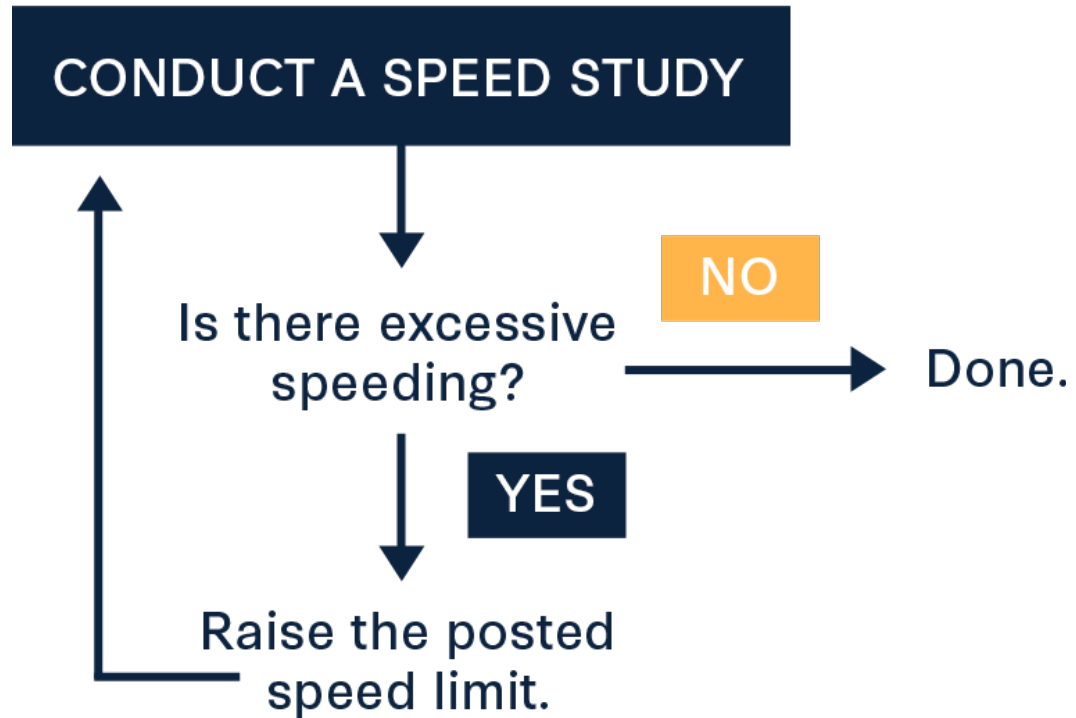 CONDUCT A SPEED STUDY
NO
Is there excessive
speeding?
Done.
YES
Raise the posted
speed limit.